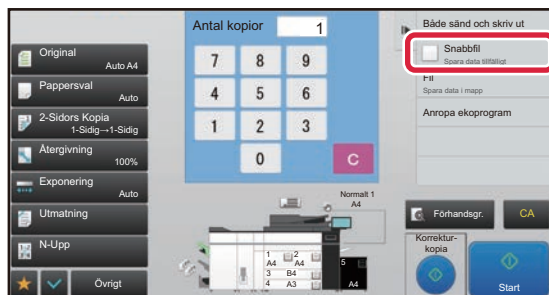 Original
Auto A4
Pappersval
Auto
2-Sidors Kopia
1-Sidig→1-Sidig
Återgivning
100%
Exponering
Auto
Utmatning
N-Upp
Övrigt
Antal kopior 1
7 8 9
4 5 6
1 2 3
0 C
Normalt 1
A4
1 2
A4 A4
3 B4
4 A3
5
A4
Både sänd och skriv ut
Snabbfil
Spara data tillfälligt
Fil
Spara data i mapp
Anropa ekoprogram
Förhandsgr.
CA
Korrektur-
kopia
Start